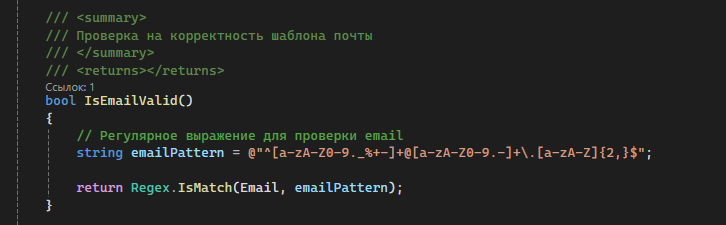 /// <summary>
/// Проверка на корректность шаблона почты
/// </summary>
/// <returns></returns>
Ссылок: 1
bool IsEmailValid()
{
// Регулярное выражение для проверки email
string emailPattern = @"^[a-zA-Z0-9._%+-]+@[a-zA-Z0-9.-]+\.[a-zA-Z]{2,}$";
return Regex.IsMatch(Email, emailPattern);
}